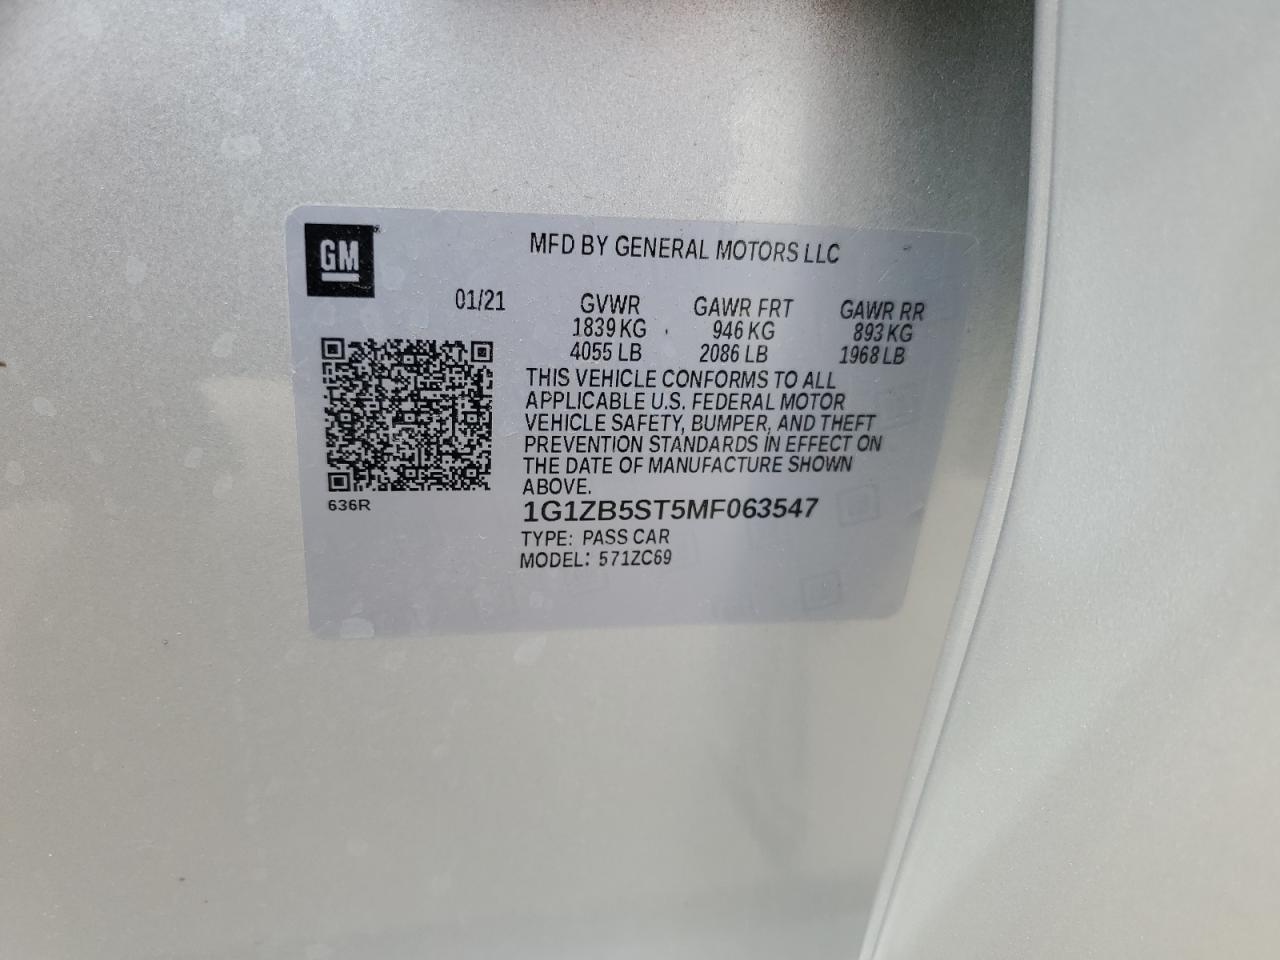 GM
MFD BY GENERAL MOTORS LLC
01/21 GVWR GAWR FRT GAWR RR
1839 KG 946 KG 893 KG
4055 LB 2086 LB 1968 LB
THIS VEHICLE CONFORMS TO ALL
APPLICABLE U.S. FEDERAL MOTOR
VEHICLE SAFETY, BUMPER, AND THEFT
PREVENTION STANDARDS IN EFFECT ON
THE DATE OF MANUFACTURE SHOWN
ABOVE.
636R
1G1ZB5ST5MF063547
TYPE: PASS CAR
MODEL: 571ZC69